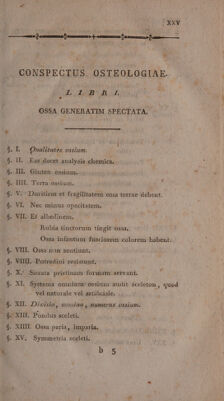 XXV
CONSPECTUS OSTEOLOGIAE.
LIBRI.
OSSA GENERATIM SPECTATA.
§. I. Qualitates ossium.
§. II. Eas docet analysis chemica.
§. III. Gluten ossium.
§. IIII. Terra ossium.
§. V. Duritiem et fragilitatem ossa terrae debent.
§. VI. Nec minus opacitatem.
§. VII. Et albedinem.
Rubia tinctorum tingit ossa.
Ossa infantum fusciorem colorem habent.
§. VIII. Ossa non sentiunt.
§. VIIII. Putredini resistunt.
§. X. Siccata pristinam formam servant.
§. XI. Systema omnium ossium audit sceleton, quod
vel naturale vel artificiale.
§. XII. Divisio, nomina, numerus ossium.
§. XIII. Pondus sceleti.
§. XIIII. Ossa paria, imparia.
§. XV. Symmetria sceleti.
b 5